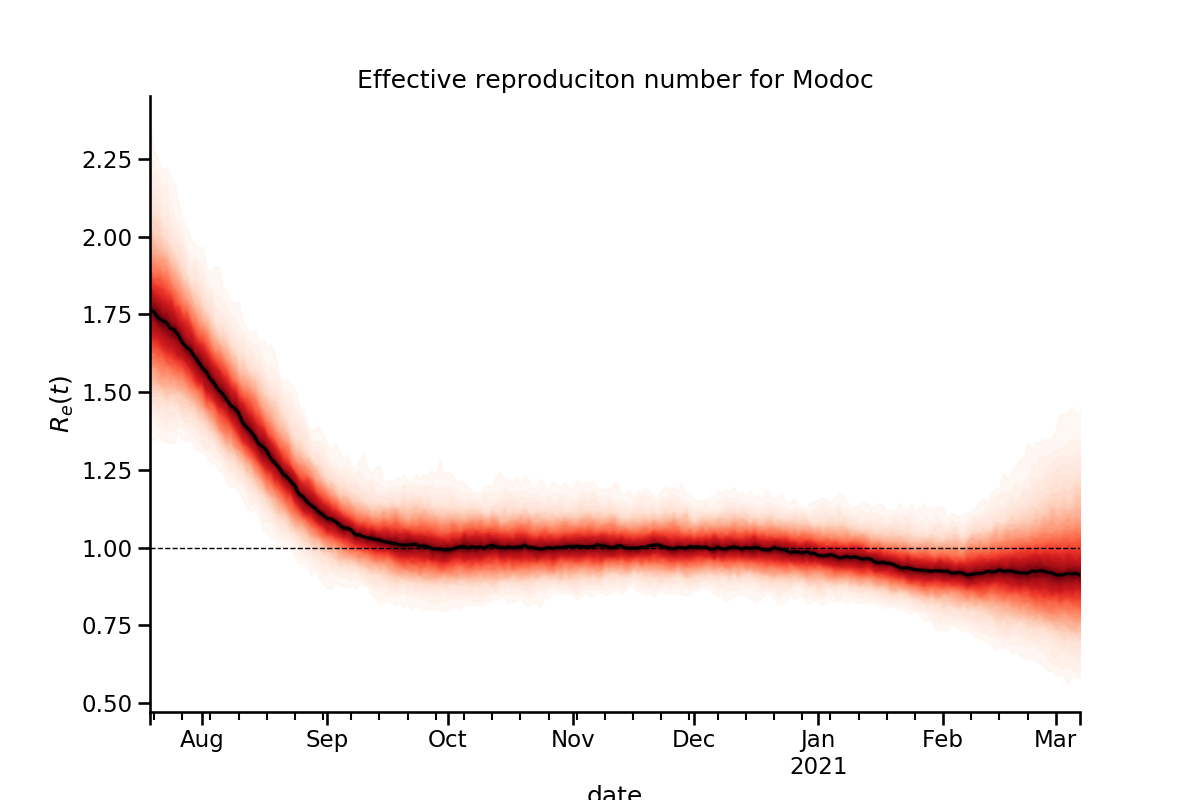 Effective reproduciton number for Modoc
2.25
2.00
1.75
1.50
1.25
1.00
0.75
0.50
Re(t)
Aug Sep Oct Nov Dec Jan Feb Mar
2021
date